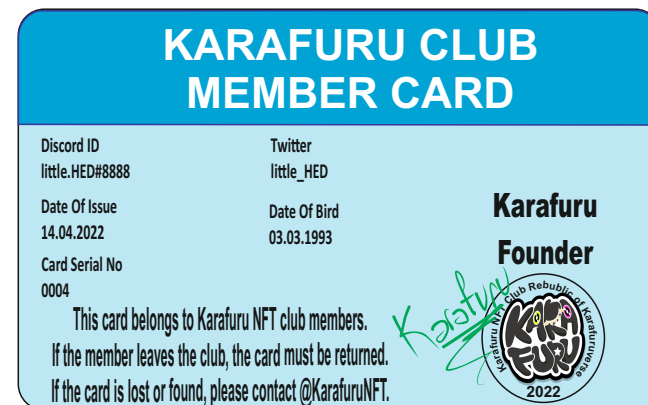 KARAFURU CLUB
MEMBER CARD
Discord ID
little.HED#8888
Twitter
little_HED
Date Of Issue
14.04.2022
Date Of Bird
03.03.1993
Card Serial No
0004
Karafuru
Founder
This card belongs to Karafuru NFT club members.
If the member leaves the club, the card must be returned.
If the card is lost or found, please contact @KarafuruNFT.
Karafuru
Karafuru NFT Club Rebublic of Karafuruverse
KARA
FURU
2022